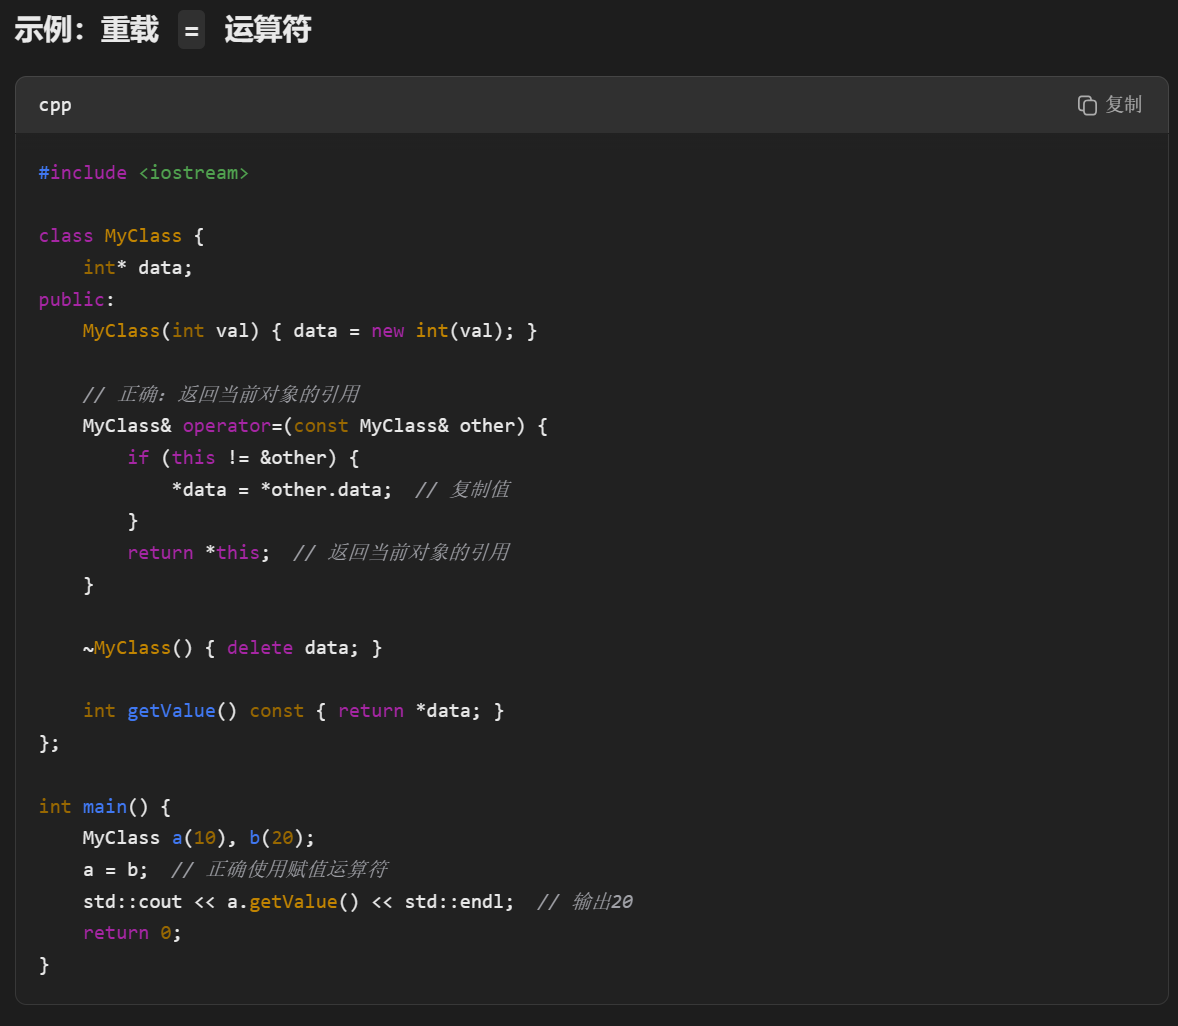 示例：重载 = 运算符
cpp 复制
#include <iostream>
class MyClass {
    int* data;
public:
    MyClass(int val) { data = new int(val); }
    // 正确：返回当前对象的引用
    MyClass& operator=(const MyClass& other) {
        if (this != &other) {
            *data = *other.data;  // 复制值
        }
        return *this;  // 返回当前对象的引用
    }
    ~MyClass() { delete data; }
    int getValue() const { return *data; }
};
int main() {
    MyClass a(10), b(20);
    a = b;  // 正确使用赋值运算符
    std::cout << a.getValue() << std::endl;  // 输出20
    return 0;
}